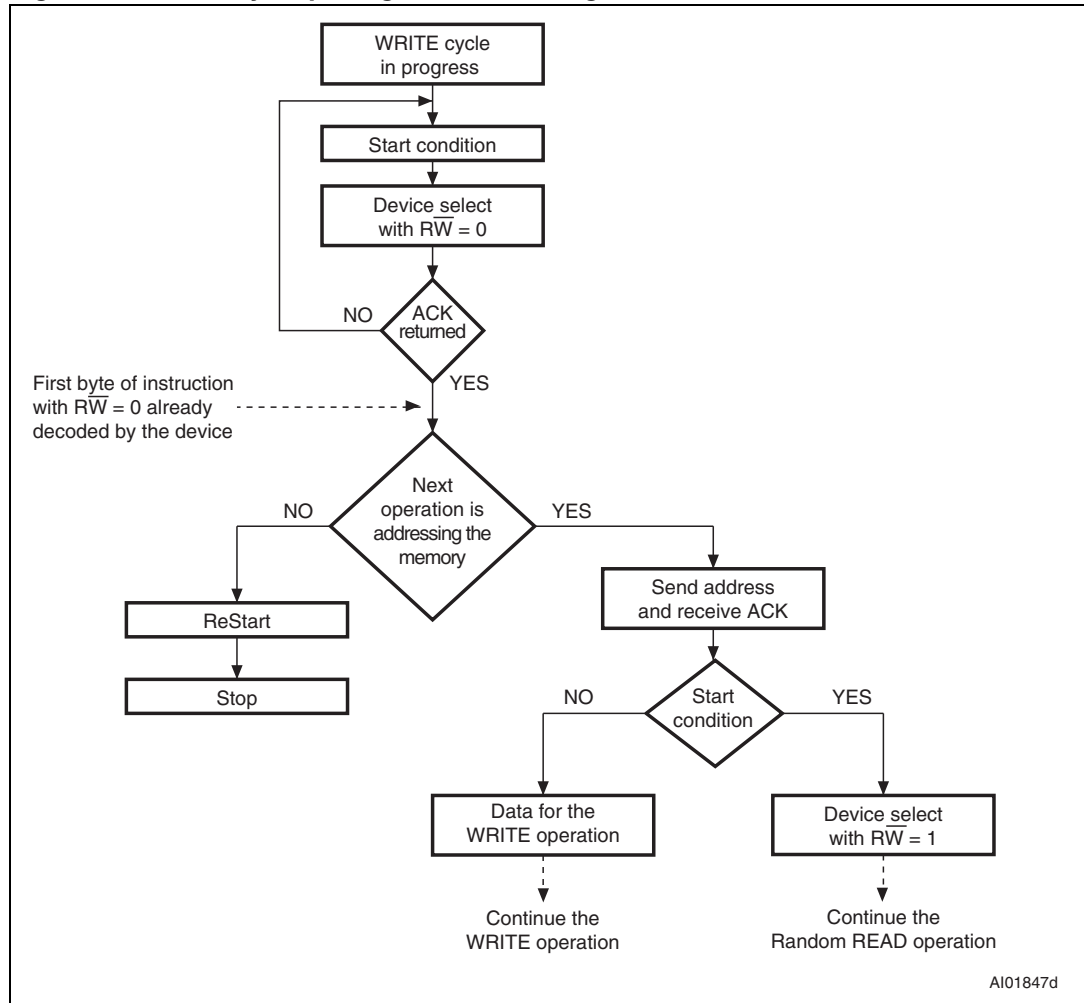 WRITE cycle
in progress
Start condition
Device select
with RW̅ = 0
NO
ACK
returned
YES
First byte of instruction
with RW̅ = 0 already
decoded by the device
NO
Next
operation is
addressing the
memory
YES
Send address
and receive ACK
ReStart
Stop
NO
Start
condition
YES
Data for the
WRITE operation
Device select
with RW̅ = 1
Continue the
WRITE operation
Continue the
Random READ operation
AI01847d